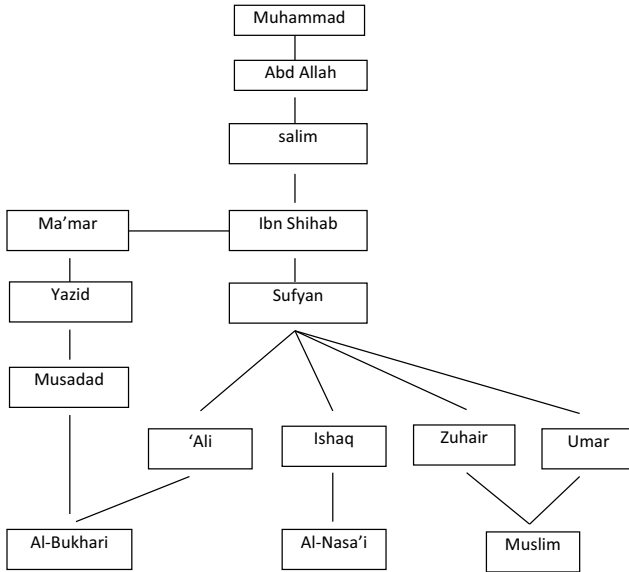 Muhammad
Abd Allah
salim
Ma’mar
Ibn Shihab
Yazid
Sufyan
Musadad
‘Ali
Ishaq
Zuhair
Umar
Al-Bukhari
Al-Nasa’i
Muslim